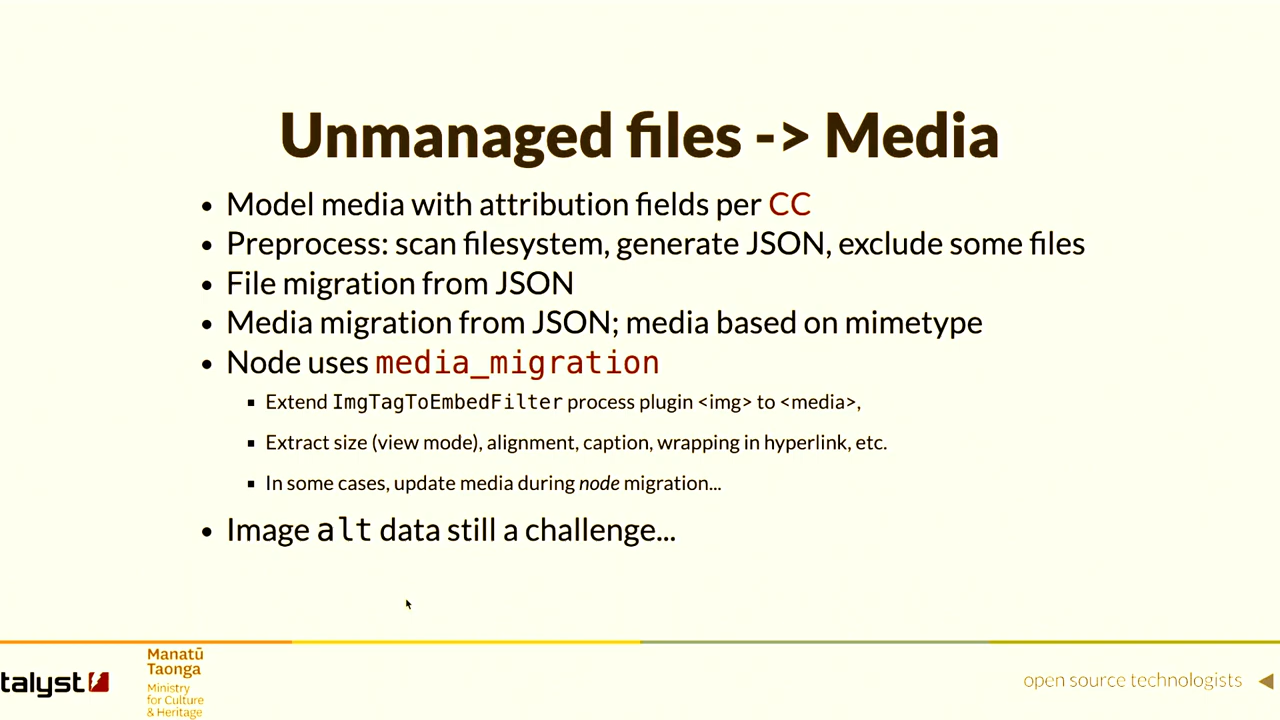 Unmanaged files -> Media
• Model media with attribution fields per CC
• Preprocess: scan filesystem, generate JSON, exclude some files
• File migration from JSON
• Media migration from JSON; media based on mimetype
• Node uses media_migration
▪ Extend ImgTagToEmbedFilter process plugin <img> to <media>,
▪ Extract size (view mode), alignment, caption, wrapping in hyperlink, etc.
▪ In some cases, update media during node migration...
• Image alt data still a challenge...
talyst
Manatū
Taonga
Ministry
for Culture
& Heritage
open source technologists